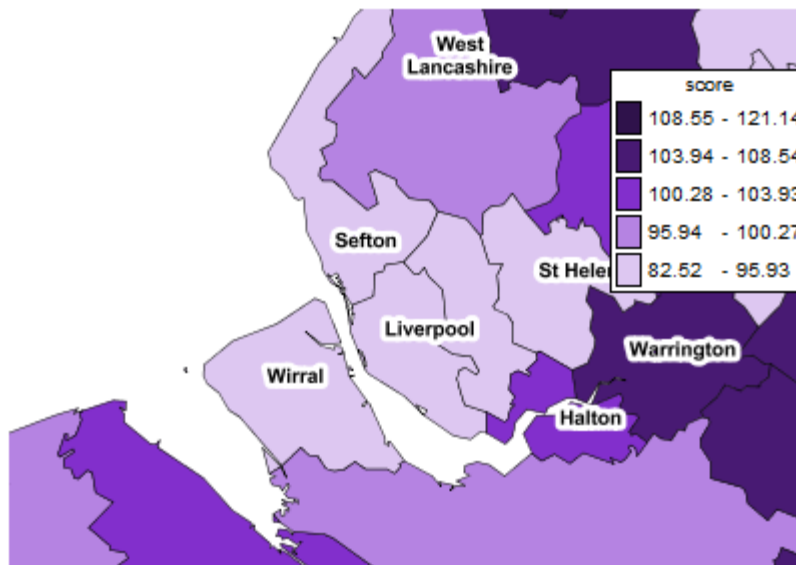 West
Lancashire
score
108.55 - 121.14
103.94 - 108.54
100.28 - 103.93
95.94 - 100.27
82.52 - 95.93
Sefton
St Helen
Liverpool
Warrington
Wirral
Halton